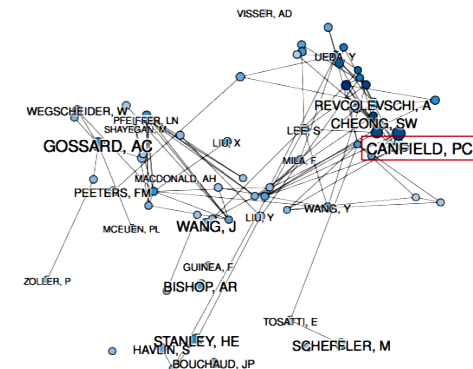 VISSER, AD
UEDA, Y
REVCOLEVSCHI, A
WEGSCHEIDER, W
PFEIFFER, LN
SHAYEGAN, M
CHEONG, SW
LEE, S
GOSSARD, AC
LIU, X
CANFIELD, PC
MILA, F
MACDONALD, AH
PEETERS, FM
WANG, Y
LIU, Y
WANG, J
MCEUEN, PL
GUINEA, F
ZOLLER, P
BISHOP, AR
TOSATTI, E
STANLEY, HE
SCHEFFLER, M
HAVLIN, S
BOUCHAUD, JP